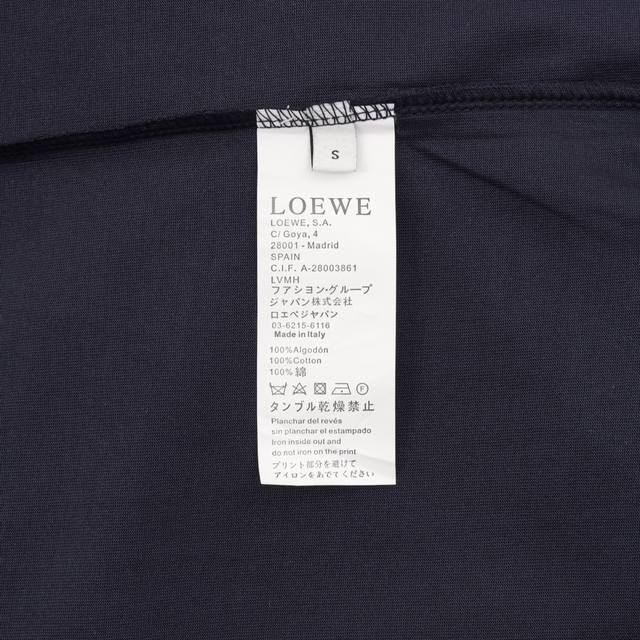 S
LOEWE
LOEWE, S.A.
C/ Goya, 4
28001 - Madrid
SPAIN
C.I.F. A-28003861
LVMH
ファシヨン·グループ
ジャパン株式会社
ロエベジャパン
03-6215-6116
Made in Italy
100%Algodón
100%Cotton
100% 綿
タンブル乾燥禁止
Planchar del revés
sin planchar el estampado
Iron inside out and
do not iron on the print
プリント部分を避けて
アイロンをあでてください